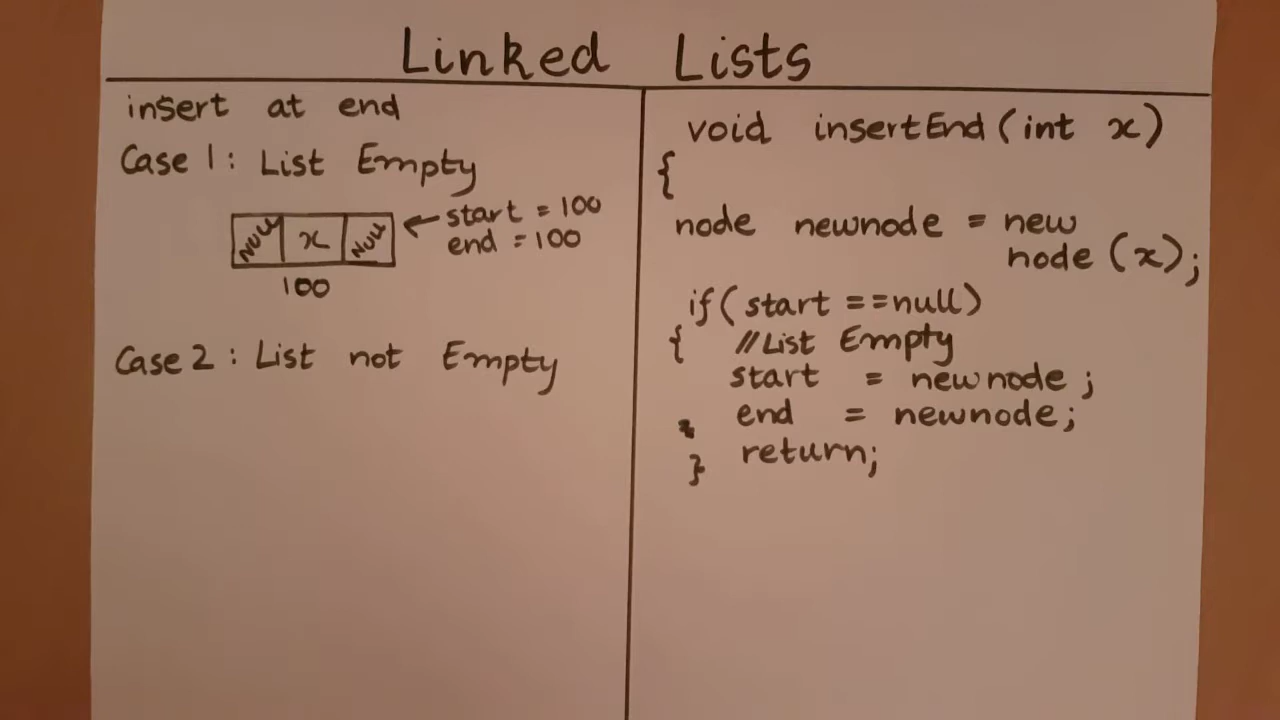 Linked Lists
insert at end
Case 1: List Empty
NULL x NULL
start = 100
end = 100
100
Case 2: List not Empty
void insertEnd(int x)
{
node newnode = new
node(x);
if(start ==null)
{ //List Empty
start = newnode;
end = newnode;
return;
}